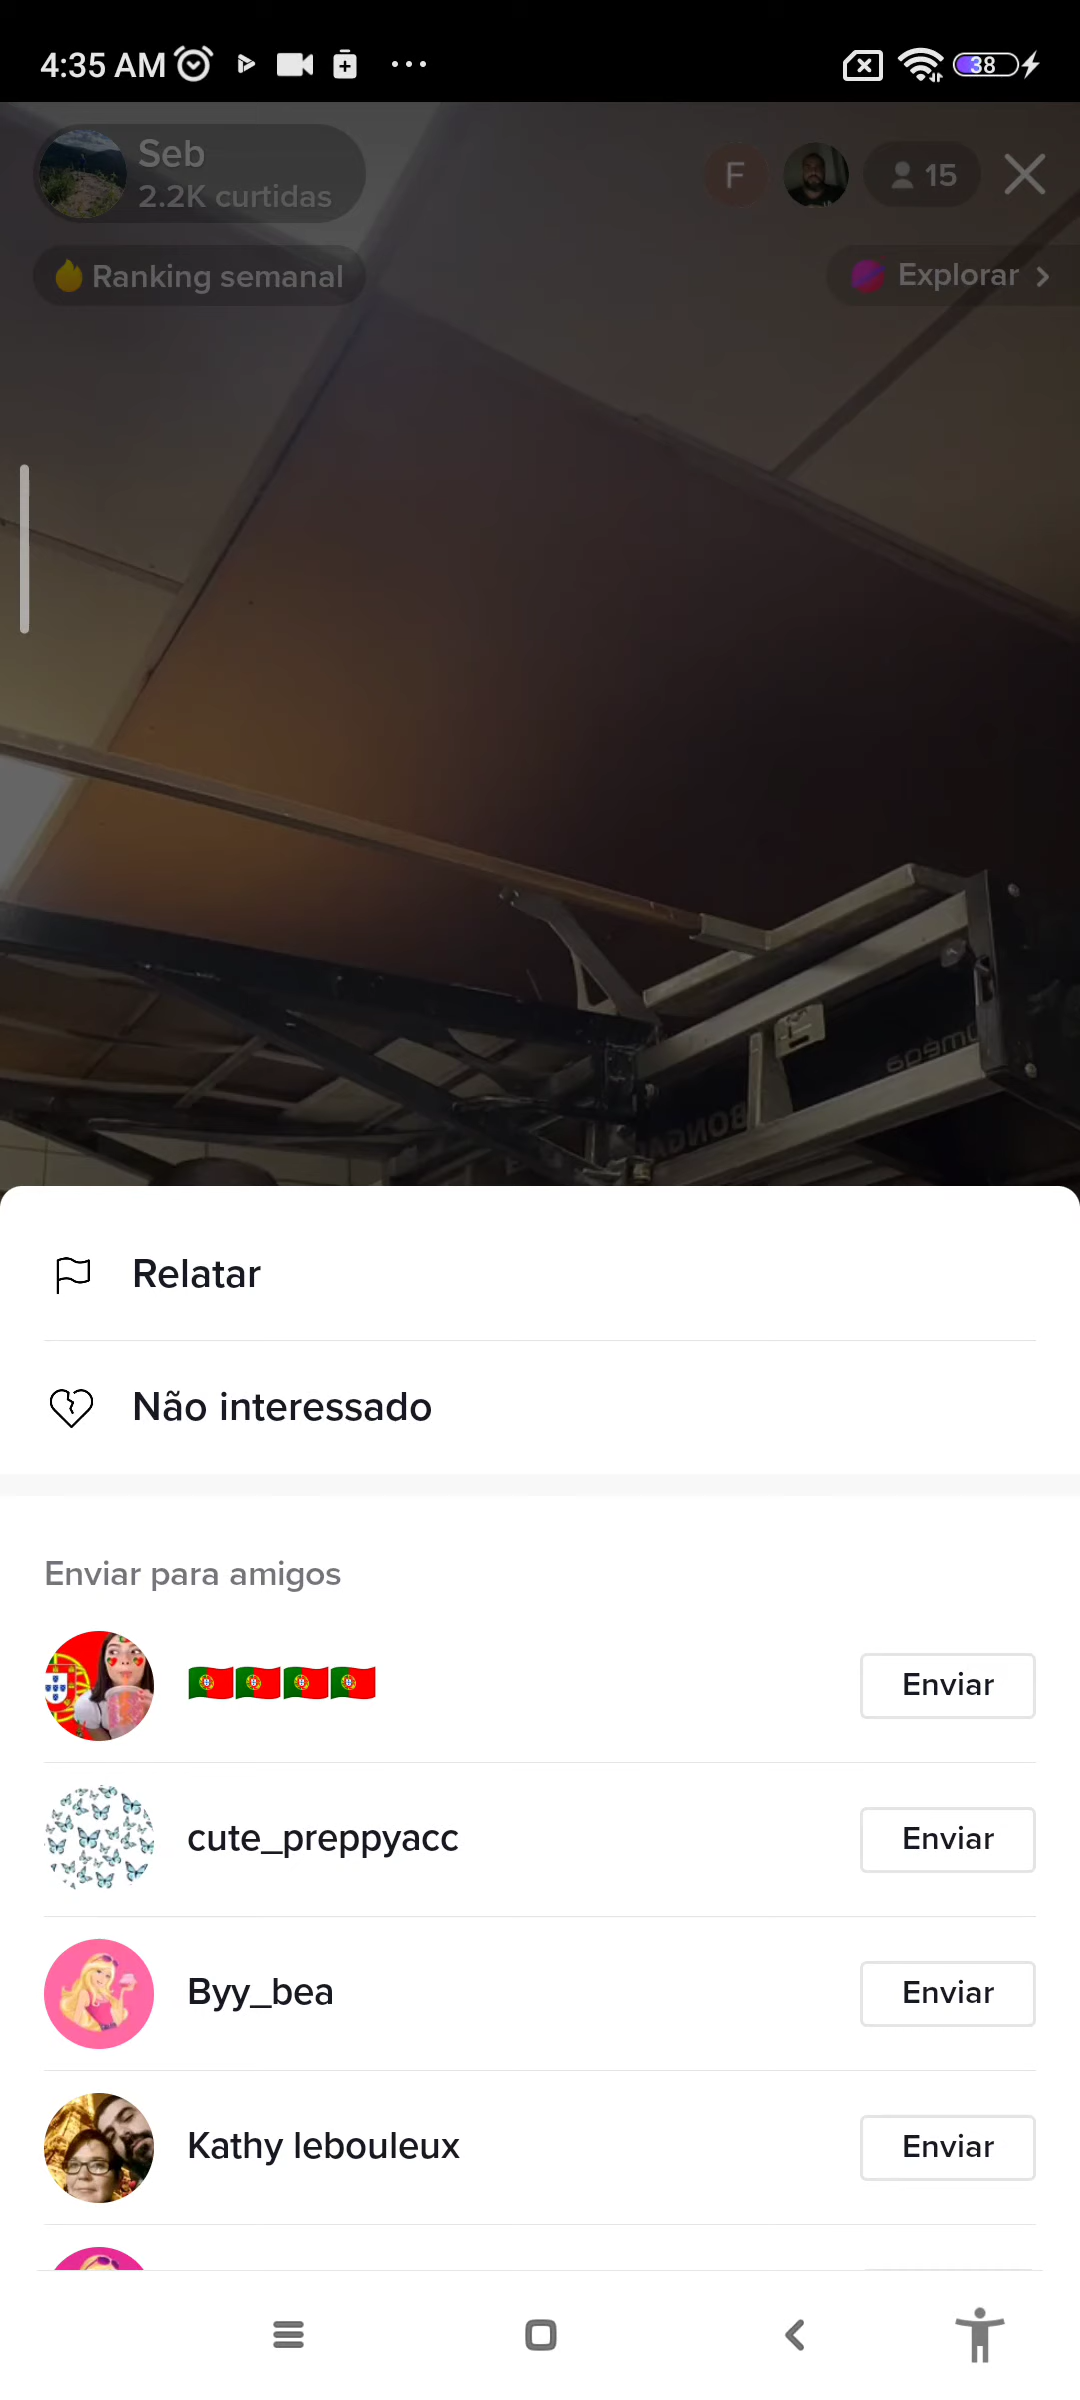 4:35 AM
38
Seb
2.2K curtidas
F
15
Ranking semanal
Explorar
Relatar
Não interessado
Enviar para amigos
🇵🇹🇵🇹🇵🇹🇵🇹
Enviar
cute_preppyacc
Enviar
Byy_bea
Enviar
Kathy lebouleux
Enviar